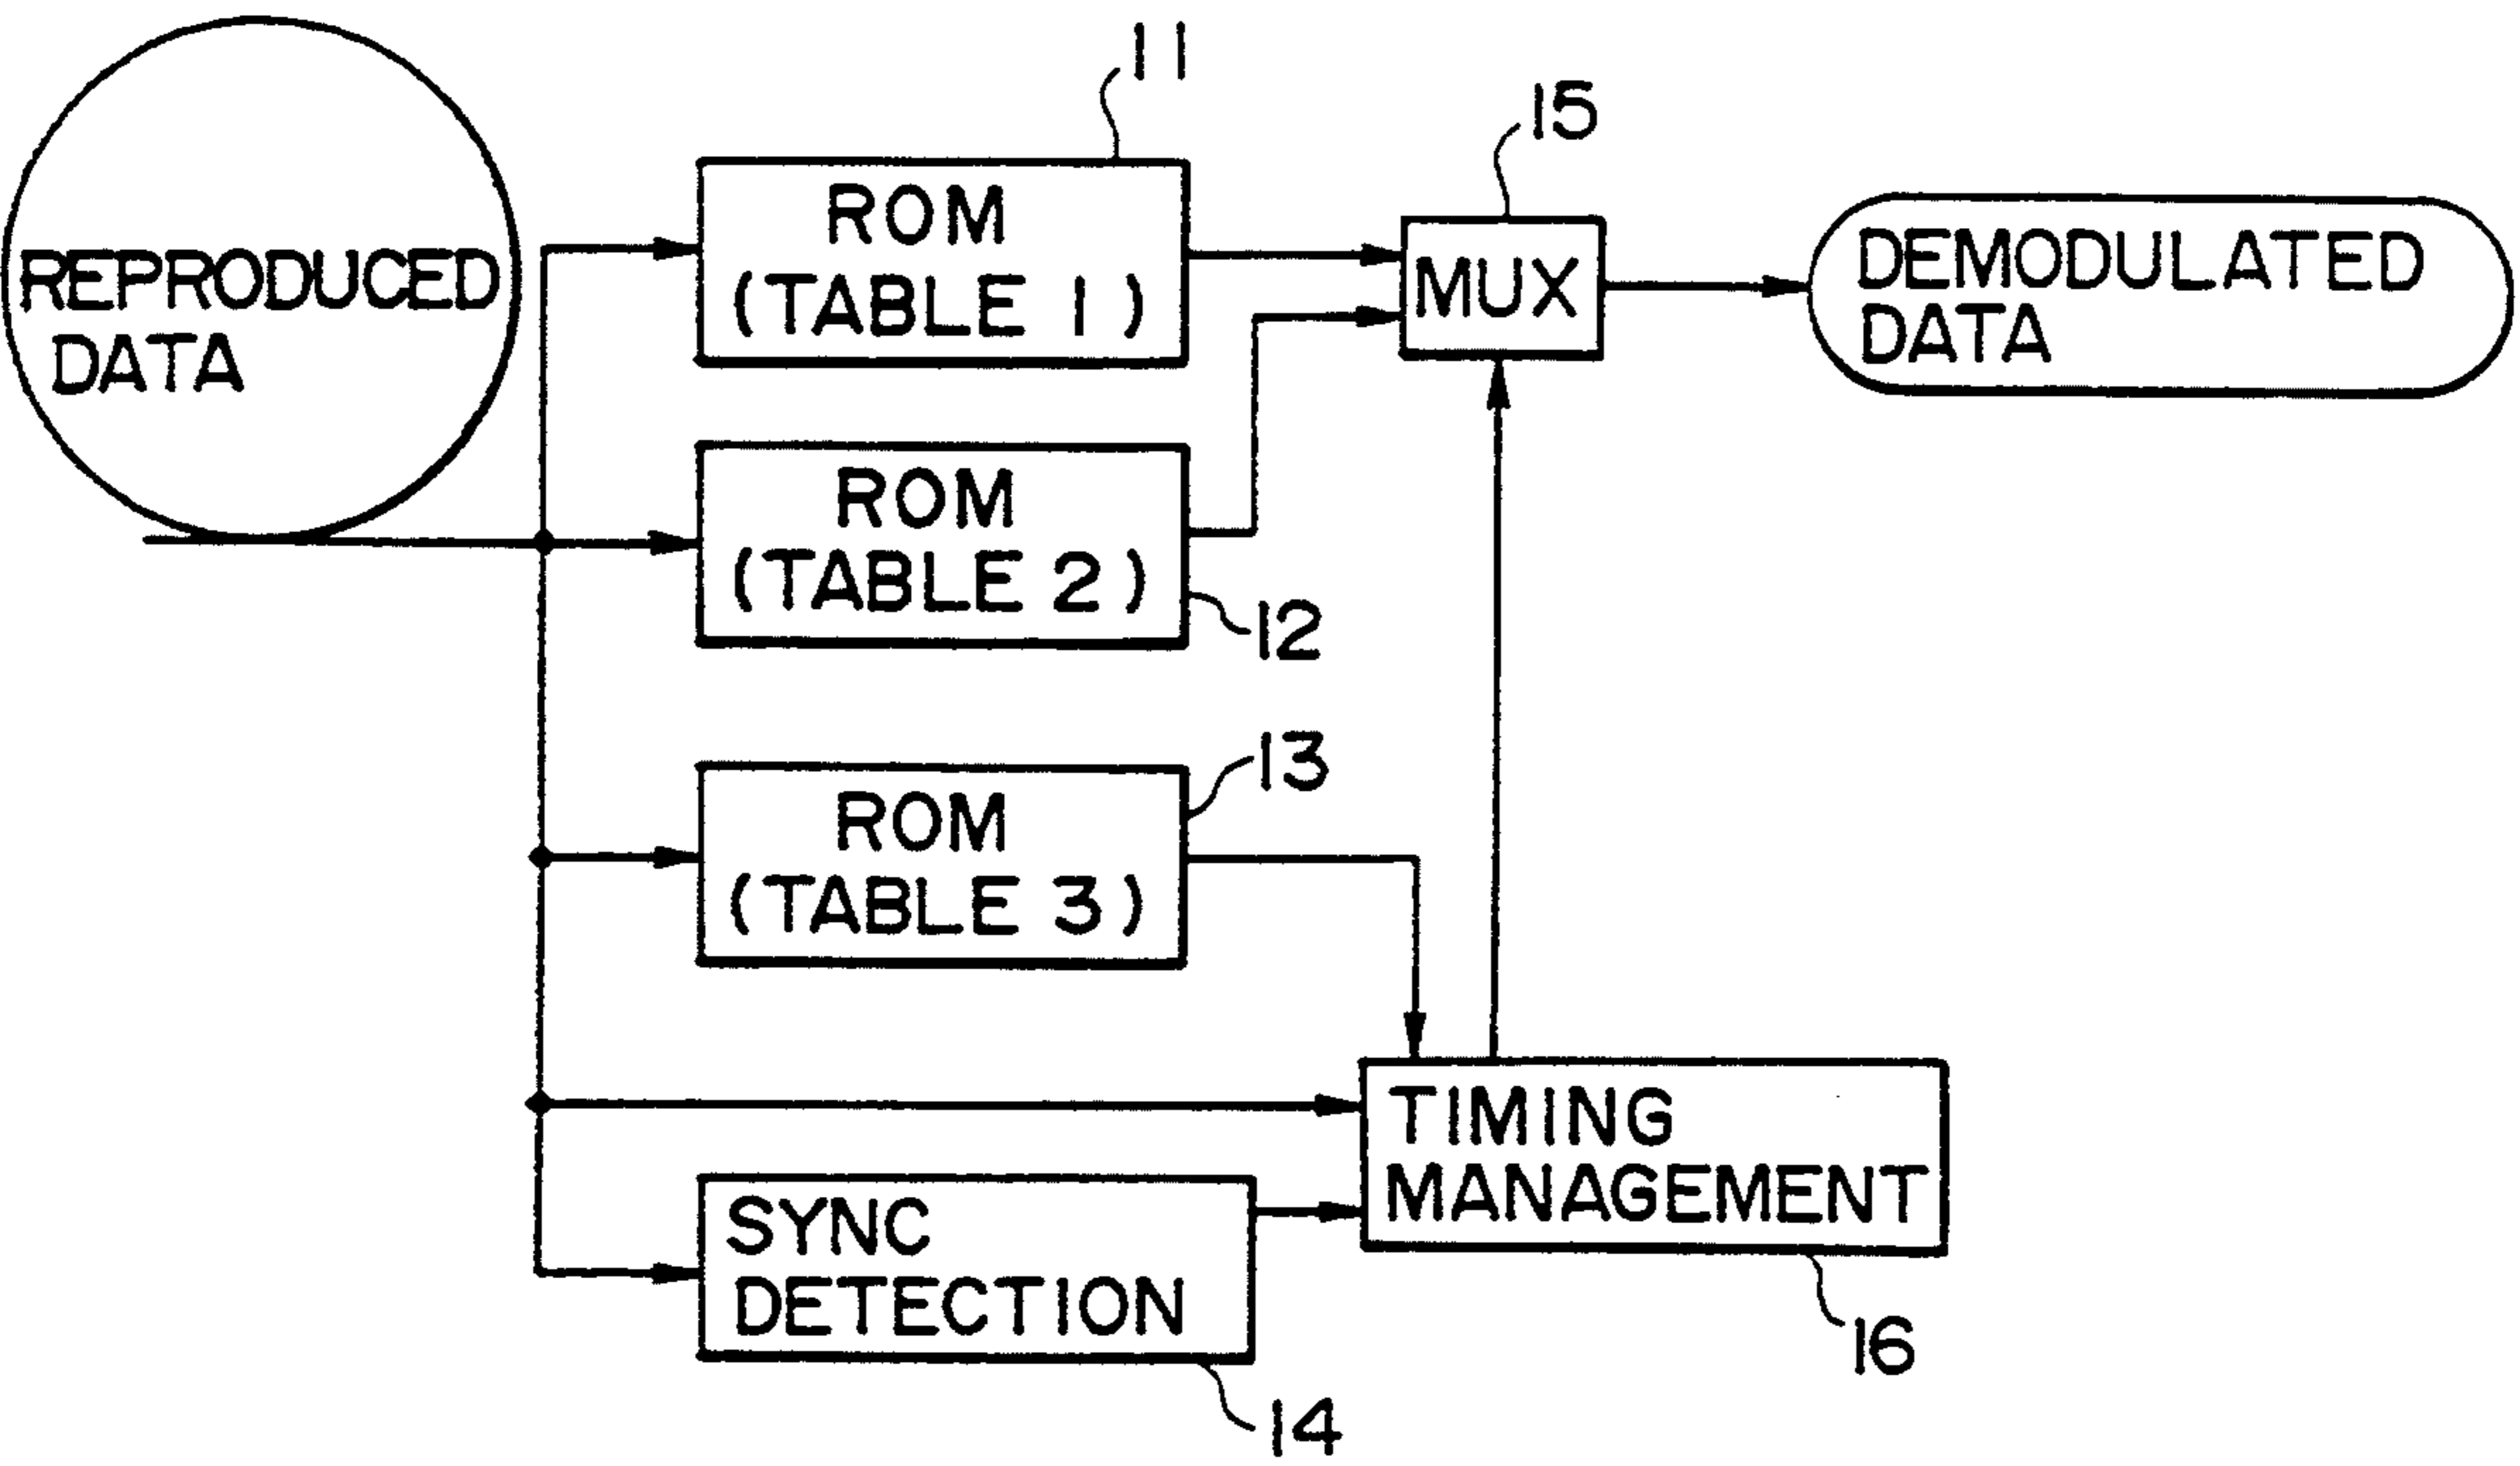 REPRODUCED
DATA
11
ROM
(TABLE 1)
15
MUX
DEMODULATED
DATA
ROM
(TABLE 2)
12
13
ROM
(TABLE 3)
TIMING
MANAGEMENT
16
SYNC
DETECTION
14